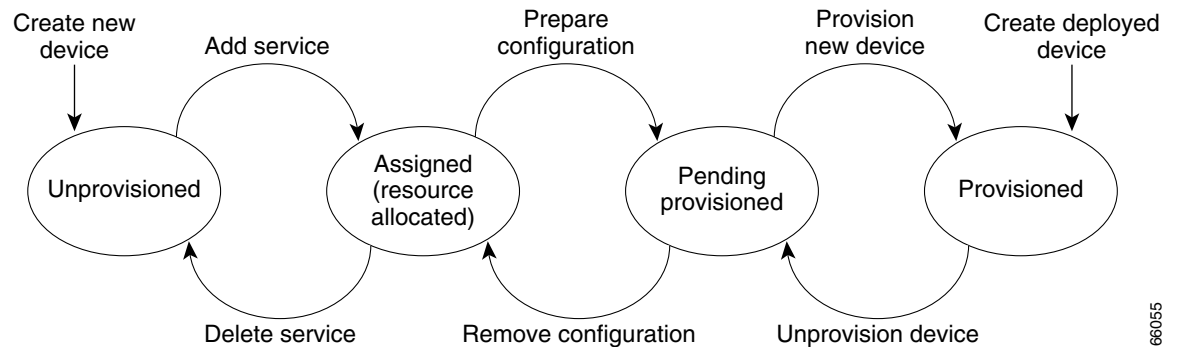 Create new
device
Add service
Prepare
configuration
Provision
new device
Create deployed
device
Unprovisioned
Assigned
(resource
allocated)
Pending
provisioned
Provisioned
Delete service
Remove configuration
Unprovision device
66055